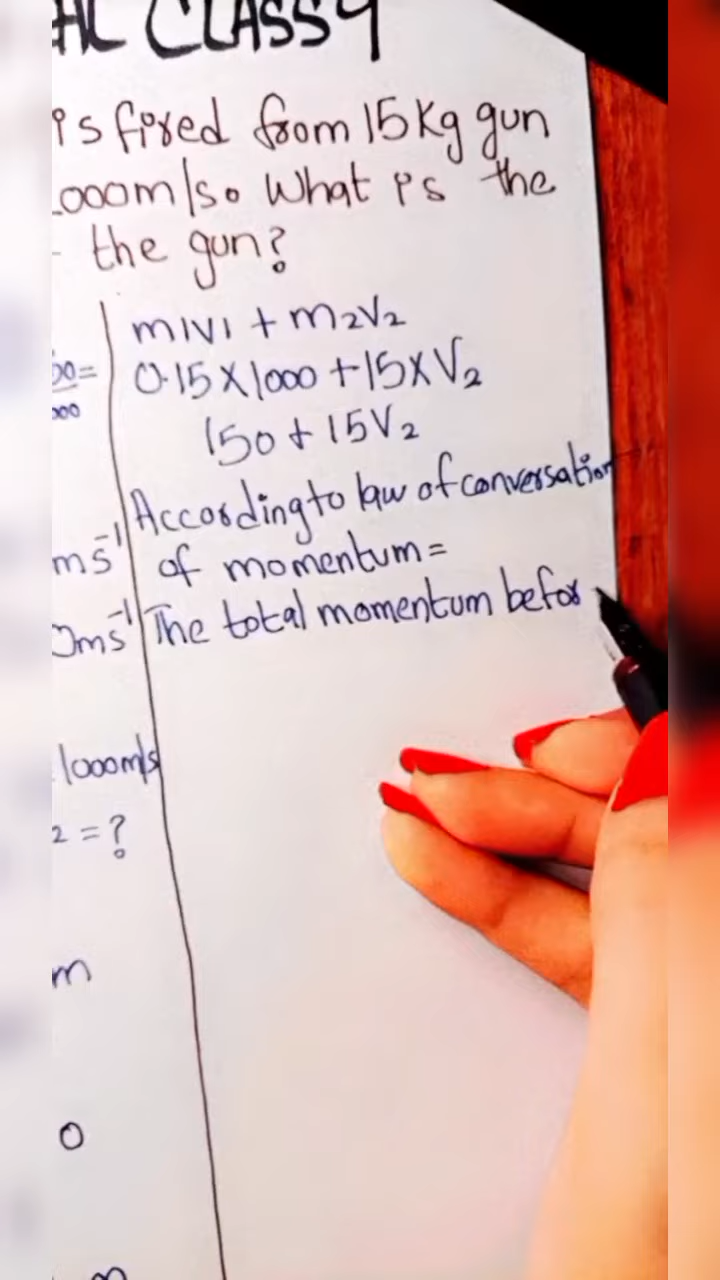 CLASS 9
is fired from 15Kg gun
000m/s. What is the
the gun?
m1v1 + m2v2
0.15 X 1000 + 15 X V2
150 + 15V2
According to law of conversation
of momentum =
The total momentum befor
ms-1
0ms-1
1000m/s
2 = ?
m
0